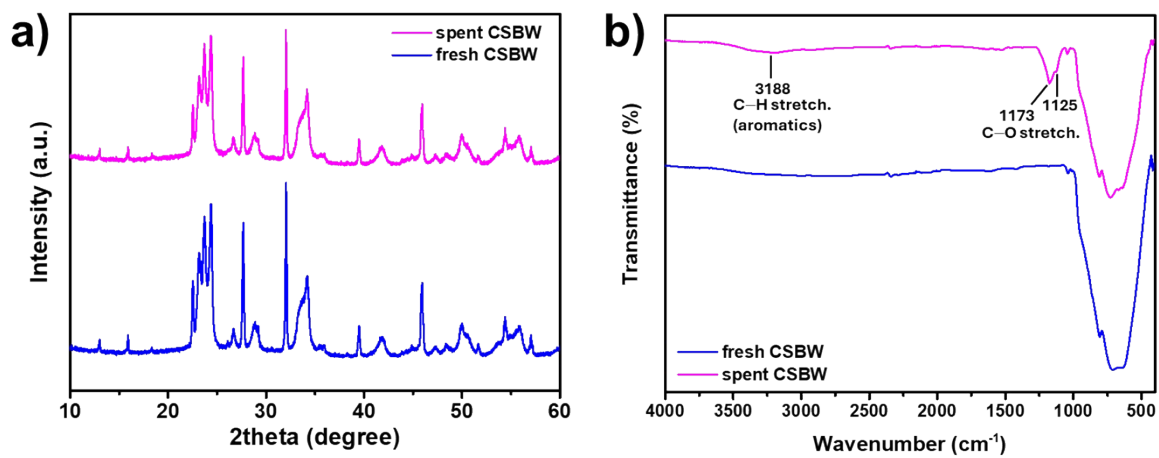 a)
spent CSBW
fresh CSBW
Intensity (a.u.)
10 20 30 40 50 60
2theta (degree)
b)
3188
C−H stretch.
(aromatics)
1173
1125
C−O stretch.
Transmittance (%)
fresh CSBW
spent CSBW
4000 3500 3000 2500 2000 1500 1000 500
Wavenumber (cm⁻¹)